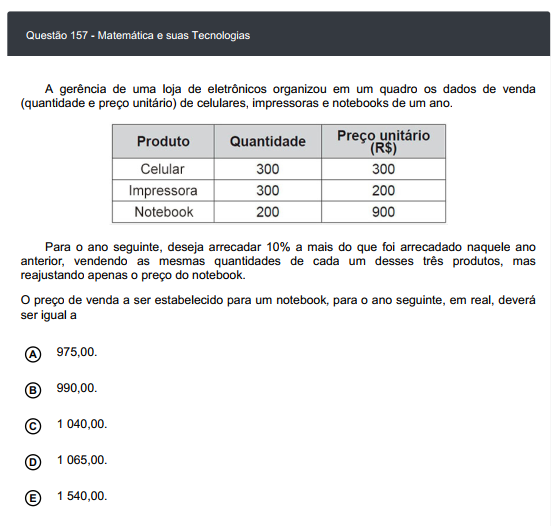 Questão 157 - Matemática e suas Tecnologias
A gerência de uma loja de eletrônicos organizou em um quadro os dados de venda
(quantidade e preço unitário) de celulares, impressoras e notebooks de um ano.
Produto Quantidade Preço unitário (R$)
Celular 300 300
Impressora 300 200
Notebook 200 900
Para o ano seguinte, deseja arrecadar 10% a mais do que foi arrecadado naquele ano
anterior, vendendo as mesmas quantidades de cada um desses três produtos, mas
reajustando apenas o preço do notebook.
O preço de venda a ser estabelecido para um notebook, para o ano seguinte, em real, deverá
ser igual a
A 975,00.
B 990,00.
C 1 040,00.
D 1 065,00.
E 1 540,00.